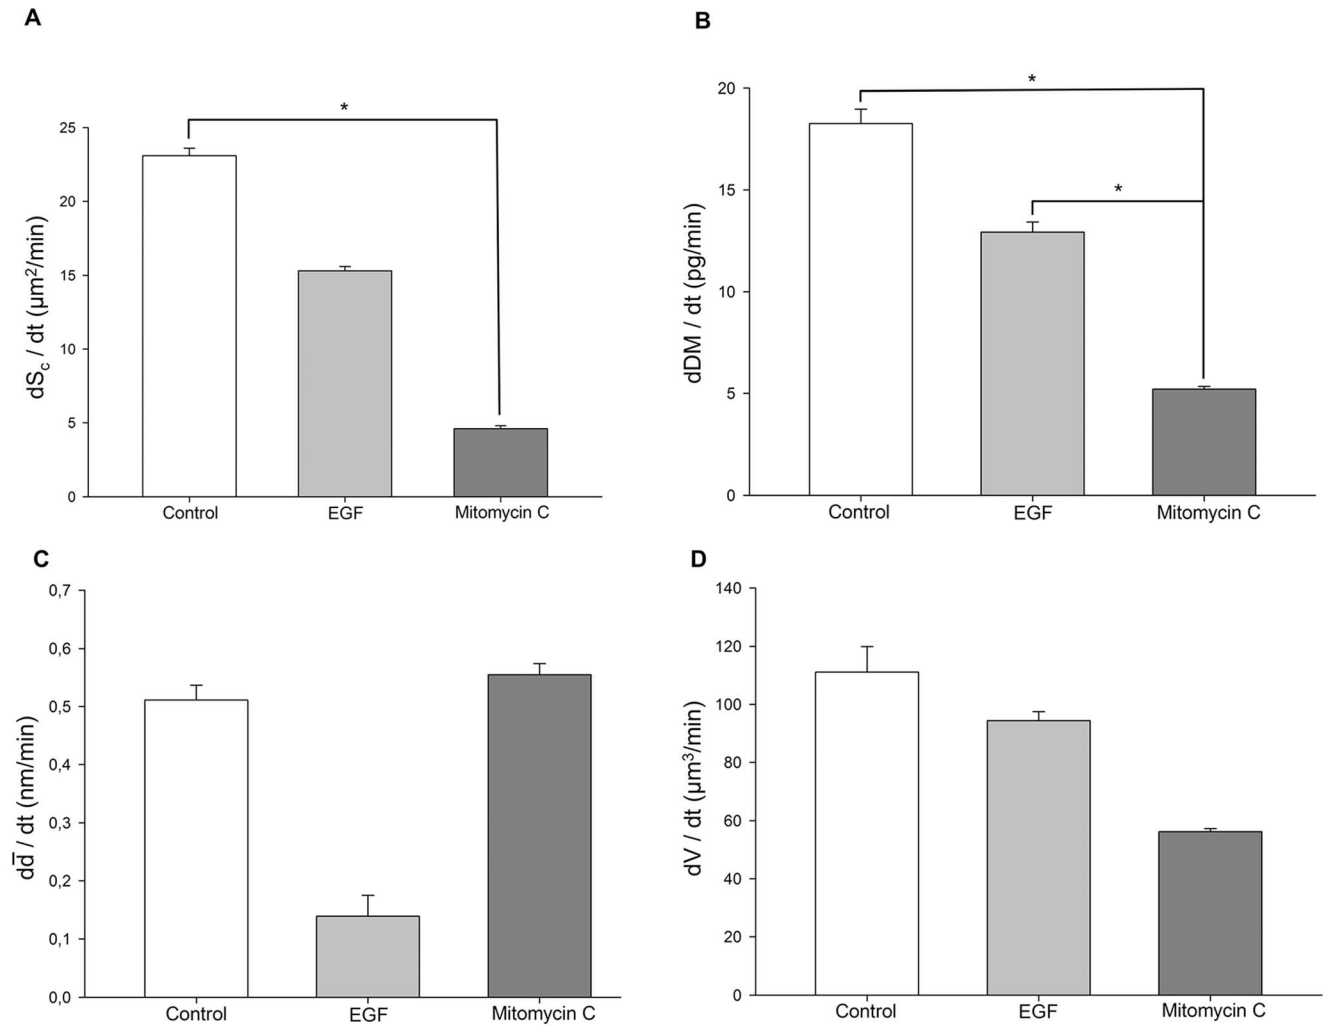 A
*
25
20
15
10
5
0
dSc / dt (µm²/min)
Control EGF Mitomycin C
B
*
*
20
15
10
5
0
dDM / dt (pg/min)
Control EGF Mitomycin C
C
0,7
0,6
0,5
0,4
0,3
0,2
0,1
0,0
dd̅ / dt (nm/min)
Control EGF Mitomycin C
D
140
120
100
80
60
40
20
0
dV / dt (µm³/min)
Control EGF Mitomycin C